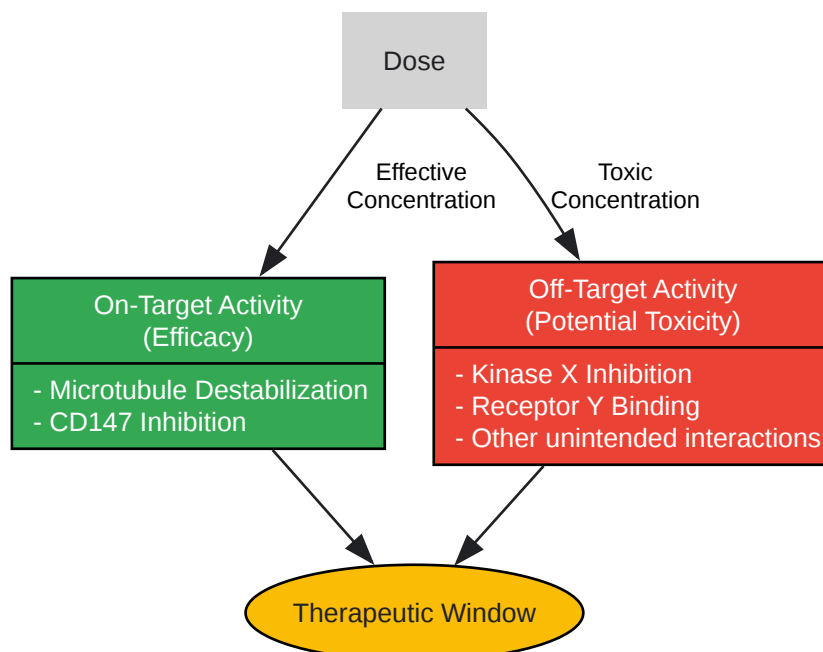 Dose
Effective
Concentration
Toxic
Concentration
On-Target Activity
(Efficacy)
- Microtubule Destabilization
- CD147 Inhibition
Off-Target Activity
(Potential Toxicity)
- Kinase X Inhibition
- Receptor Y Binding
- Other unintended interactions
Therapeutic Window